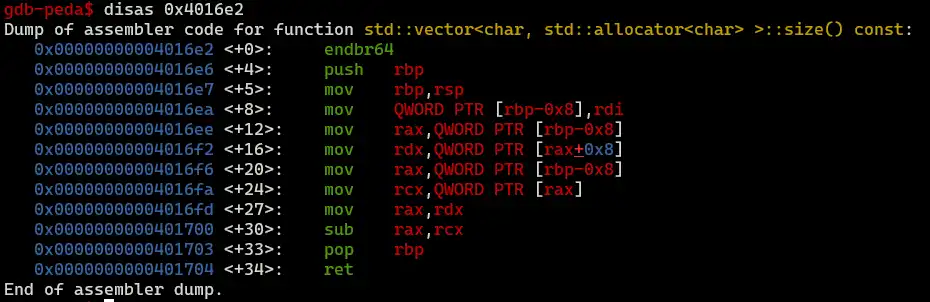 gdb-peda$ disas 0x4016e2
Dump of assembler code for function std::vector<char, std::allocator<char> >::size() const:
   0x00000000004016e2 <+0>:     endbr64
   0x00000000004016e6 <+4>:     push   rbp
   0x00000000004016e7 <+5>:     mov    rbp,rsp
   0x00000000004016ea <+8>:     mov    QWORD PTR [rbp-0x8],rdi
   0x00000000004016ee <+12>:    mov    rax,QWORD PTR [rbp-0x8]
   0x00000000004016f2 <+16>:    mov    rdx,QWORD PTR [rax+0x8]
   0x00000000004016f6 <+20>:    mov    rax,QWORD PTR [rbp-0x8]
   0x00000000004016fa <+24>:    mov    rcx,QWORD PTR [rax]
   0x00000000004016fd <+27>:    mov    rax,rdx
   0x0000000000401700 <+30>:    sub    rax,rcx
   0x0000000000401703 <+33>:    pop    rbp
   0x0000000000401704 <+34>:    ret
End of assembler dump.